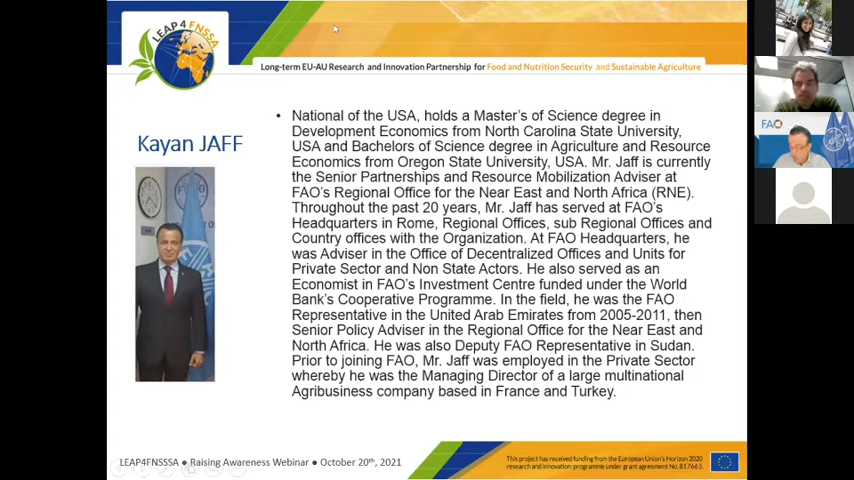 LEAP 4 FNSSA
Long-term EU-AU Research and Innovation Partnership for Food and Nutrition Security and Sustainable Agriculture
Kayan JAFF
• National of the USA, holds a Master's of Science degree in
Development Economics from North Carolina State University,
USA and Bachelors of Science degree in Agriculture and Resource
Economics from Oregon State University, USA. Mr. Jaff is currently
the Senior Partnerships and Resource Mobilization Adviser at
FAO's Regional Office for the Near East and North Africa (RNE).
Throughout the past 20 years, Mr. Jaff has served at FAO's
Headquarters in Rome, Regional Offices, sub Regional Offices and
Country offices with the Organization. At FAO Headquarters, he
was Adviser in the Office of Decentralized Offices and Units for
Private Sector and Non State Actors. He also served as an
Economist in FAO's Investment Centre funded under the World
Bank's Cooperative Programme. In the field, he was the FAO
Representative in the United Arab Emirates from 2005-2011, then
Senior Policy Adviser in the Regional Office for the Near East and
North Africa. He was also Deputy FAO Representative in Sudan.
Prior to joining FAO, Mr. Jaff was employed in the Private Sector
whereby he was the Managing Director of a large multinational
Agribusiness company based in France and Turkey.
LEAP4FNSSSA ● Raising Awareness Webinar ● October 20th, 2021
This project has received funding from the European Union's Horizon 2020
research and innovation programme under grant agreement No. 817663.
FAO